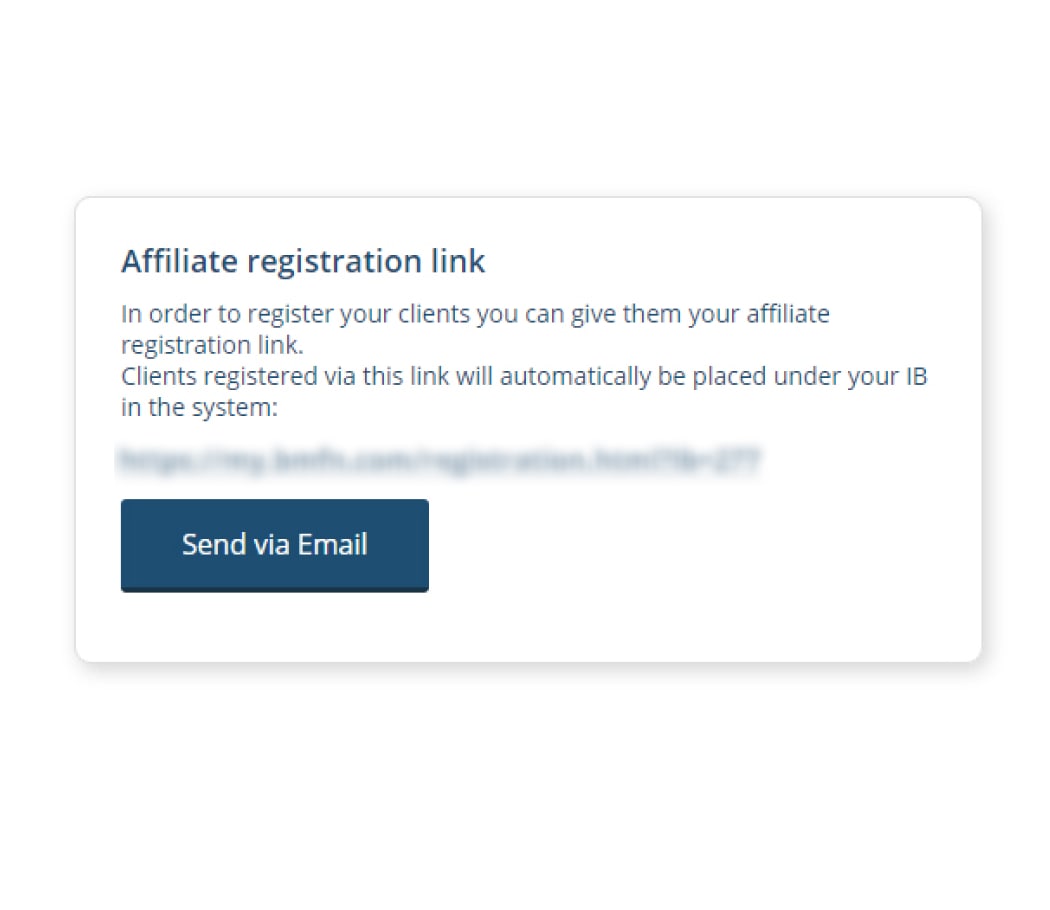 Affiliate registration link
In order to register your clients you can give them your affiliate
registration link.
Clients registered via this link will automatically be placed under your IB
in the system:
Send via Email